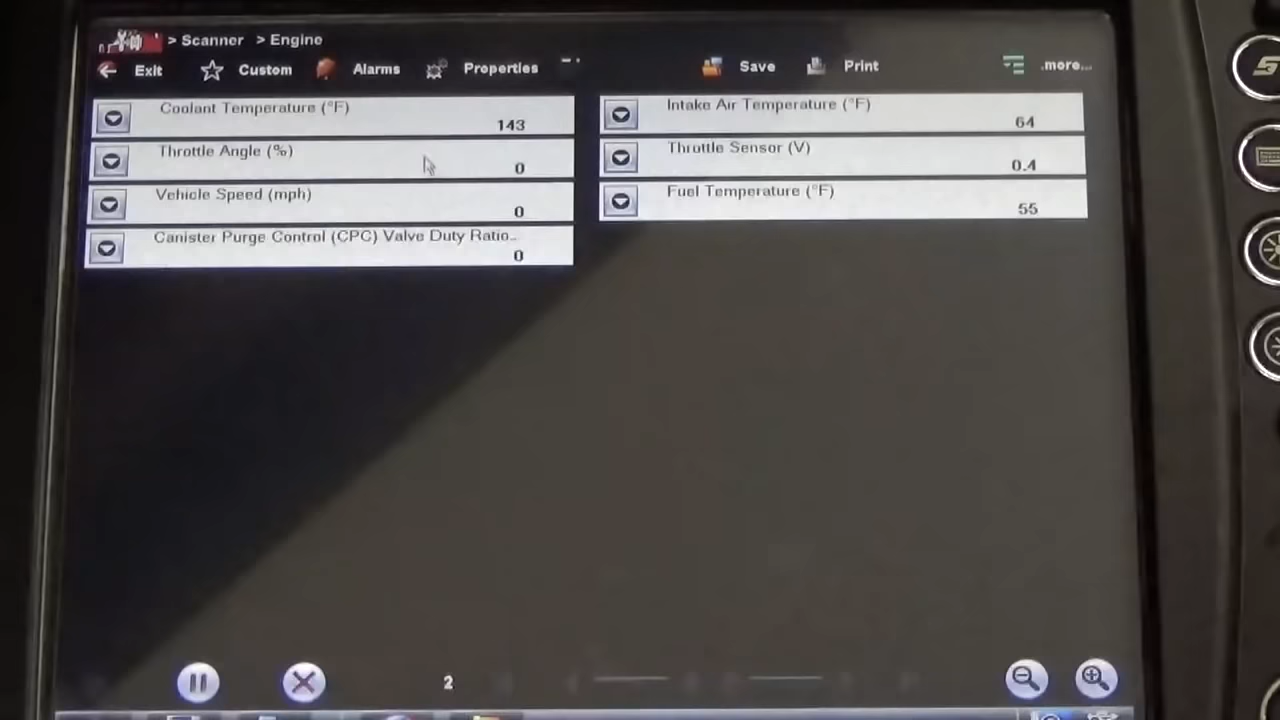 > Scanner > Engine
Exit Custom Alarms Properties Save Print .more...
Coolant Temperature (°F)
143
Throttle Angle (%)
0
Vehicle Speed (mph)
0
Canister Purge Control (CPC) Valve Duty Ratio..
0
Intake Air Temperature (°F)
64
Throttle Sensor (V)
0.4
Fuel Temperature (°F)
55
2